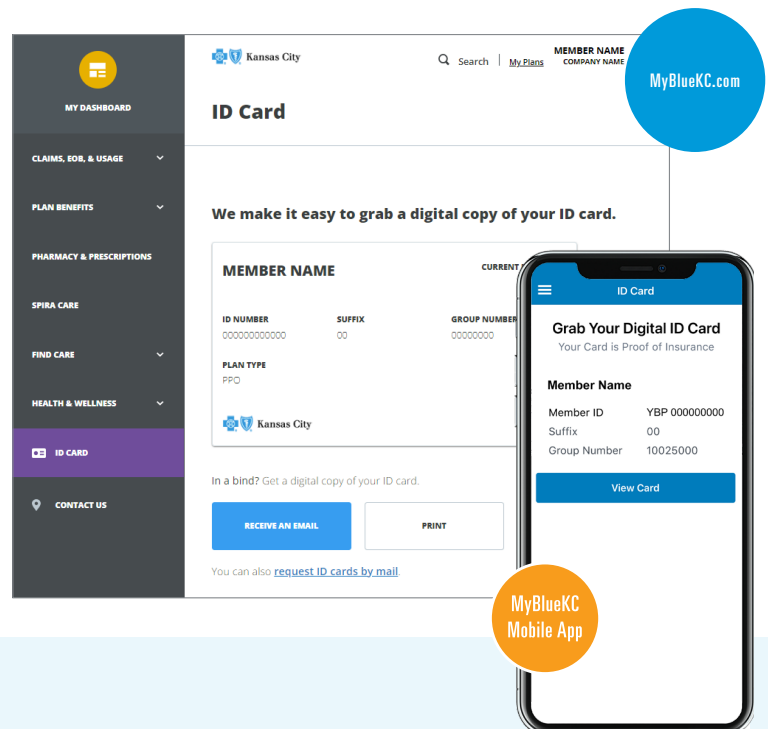 MyBlueKC.com
MY DASHBOARD
CLAIMS, EOB, & USAGE
PLAN BENEFITS
PHARMACY & PRESCRIPTIONS
SPIRA CARE
FIND CARE
HEALTH & WELLNESS
ID CARD
CONTACT US
Kansas City
Search | My Plans
MEMBER NAME
COMPANY NAME
ID Card
We make it easy to grab a digital copy of your ID card.
MEMBER NAME
CURRENT
ID NUMBER SUFFIX GROUP NUMBER
000000000000 00 00000000
PLAN TYPE
PPO
Kansas City
In a bind? Get a digital copy of your ID card.
RECEIVE AN EMAIL
PRINT
You can also request ID cards by mail
ID Card
Grab Your Digital ID Card
Your Card is Proof of Insurance
Member Name
Member ID YBP 000000000
Suffix 00
Group Number 10025000
View Card
MyBlueKC
Mobile App